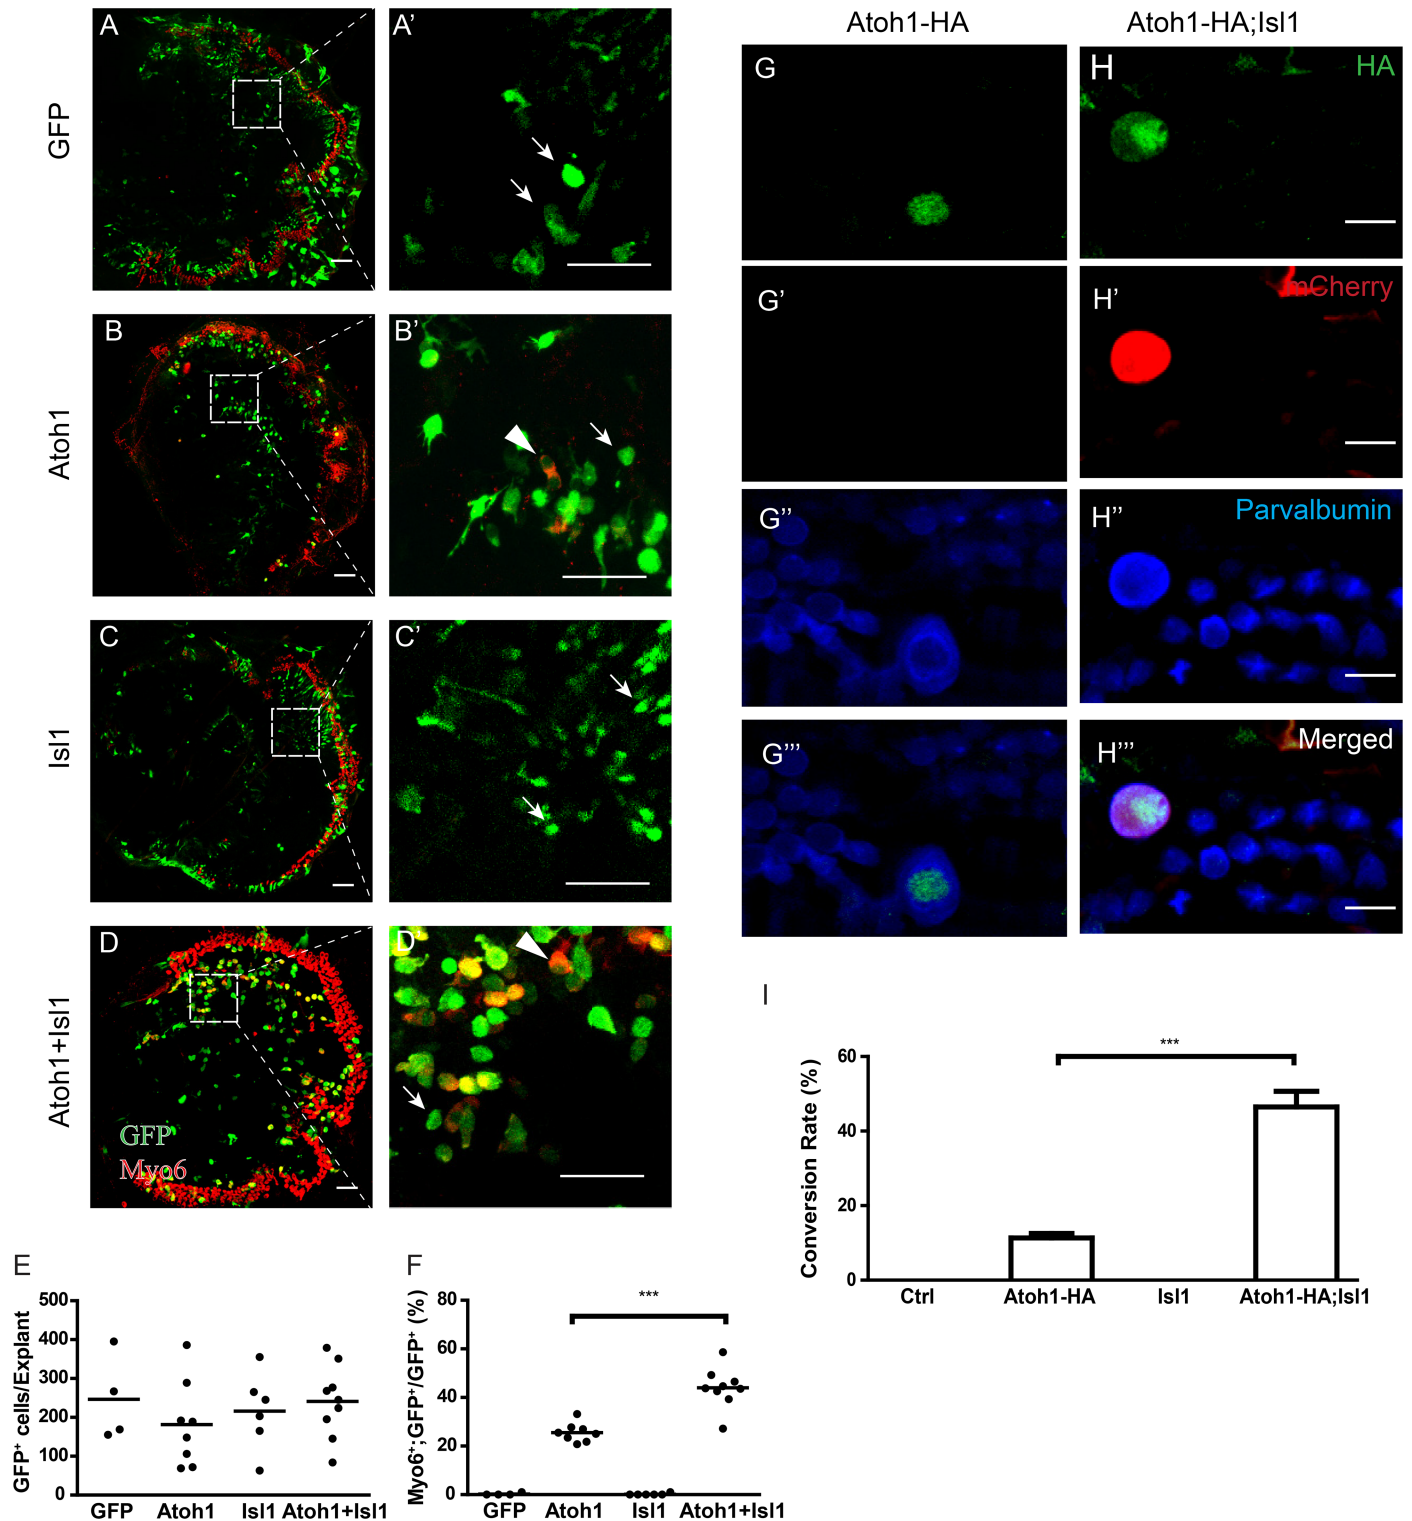 Atoh1-HA Atoh1-HA;Isl1
A A’ G H HA
GFP
G’ H’ mCherry
B B’
Atoh1
G’’ H’’ Parvalbumin
C C’
Isl1
G’’’ H’’’ Merged
D D’
Atoh1+Isl1
GFP
Myo6
I
***
Conversion Rate (%)
60
40
20
0
Ctrl Atoh1-HA Isl1 Atoh1-HA;Isl1
E
GFP⁺ cells/Explant
500
400
300
200
100
0
GFP Atoh1 Isl1 Atoh1+Isl1
F
***
Myo6⁺;GFP⁺/GFP⁺ (%)
80
60
40
20
0
GFP Atoh1 Isl1 Atoh1+Isl1